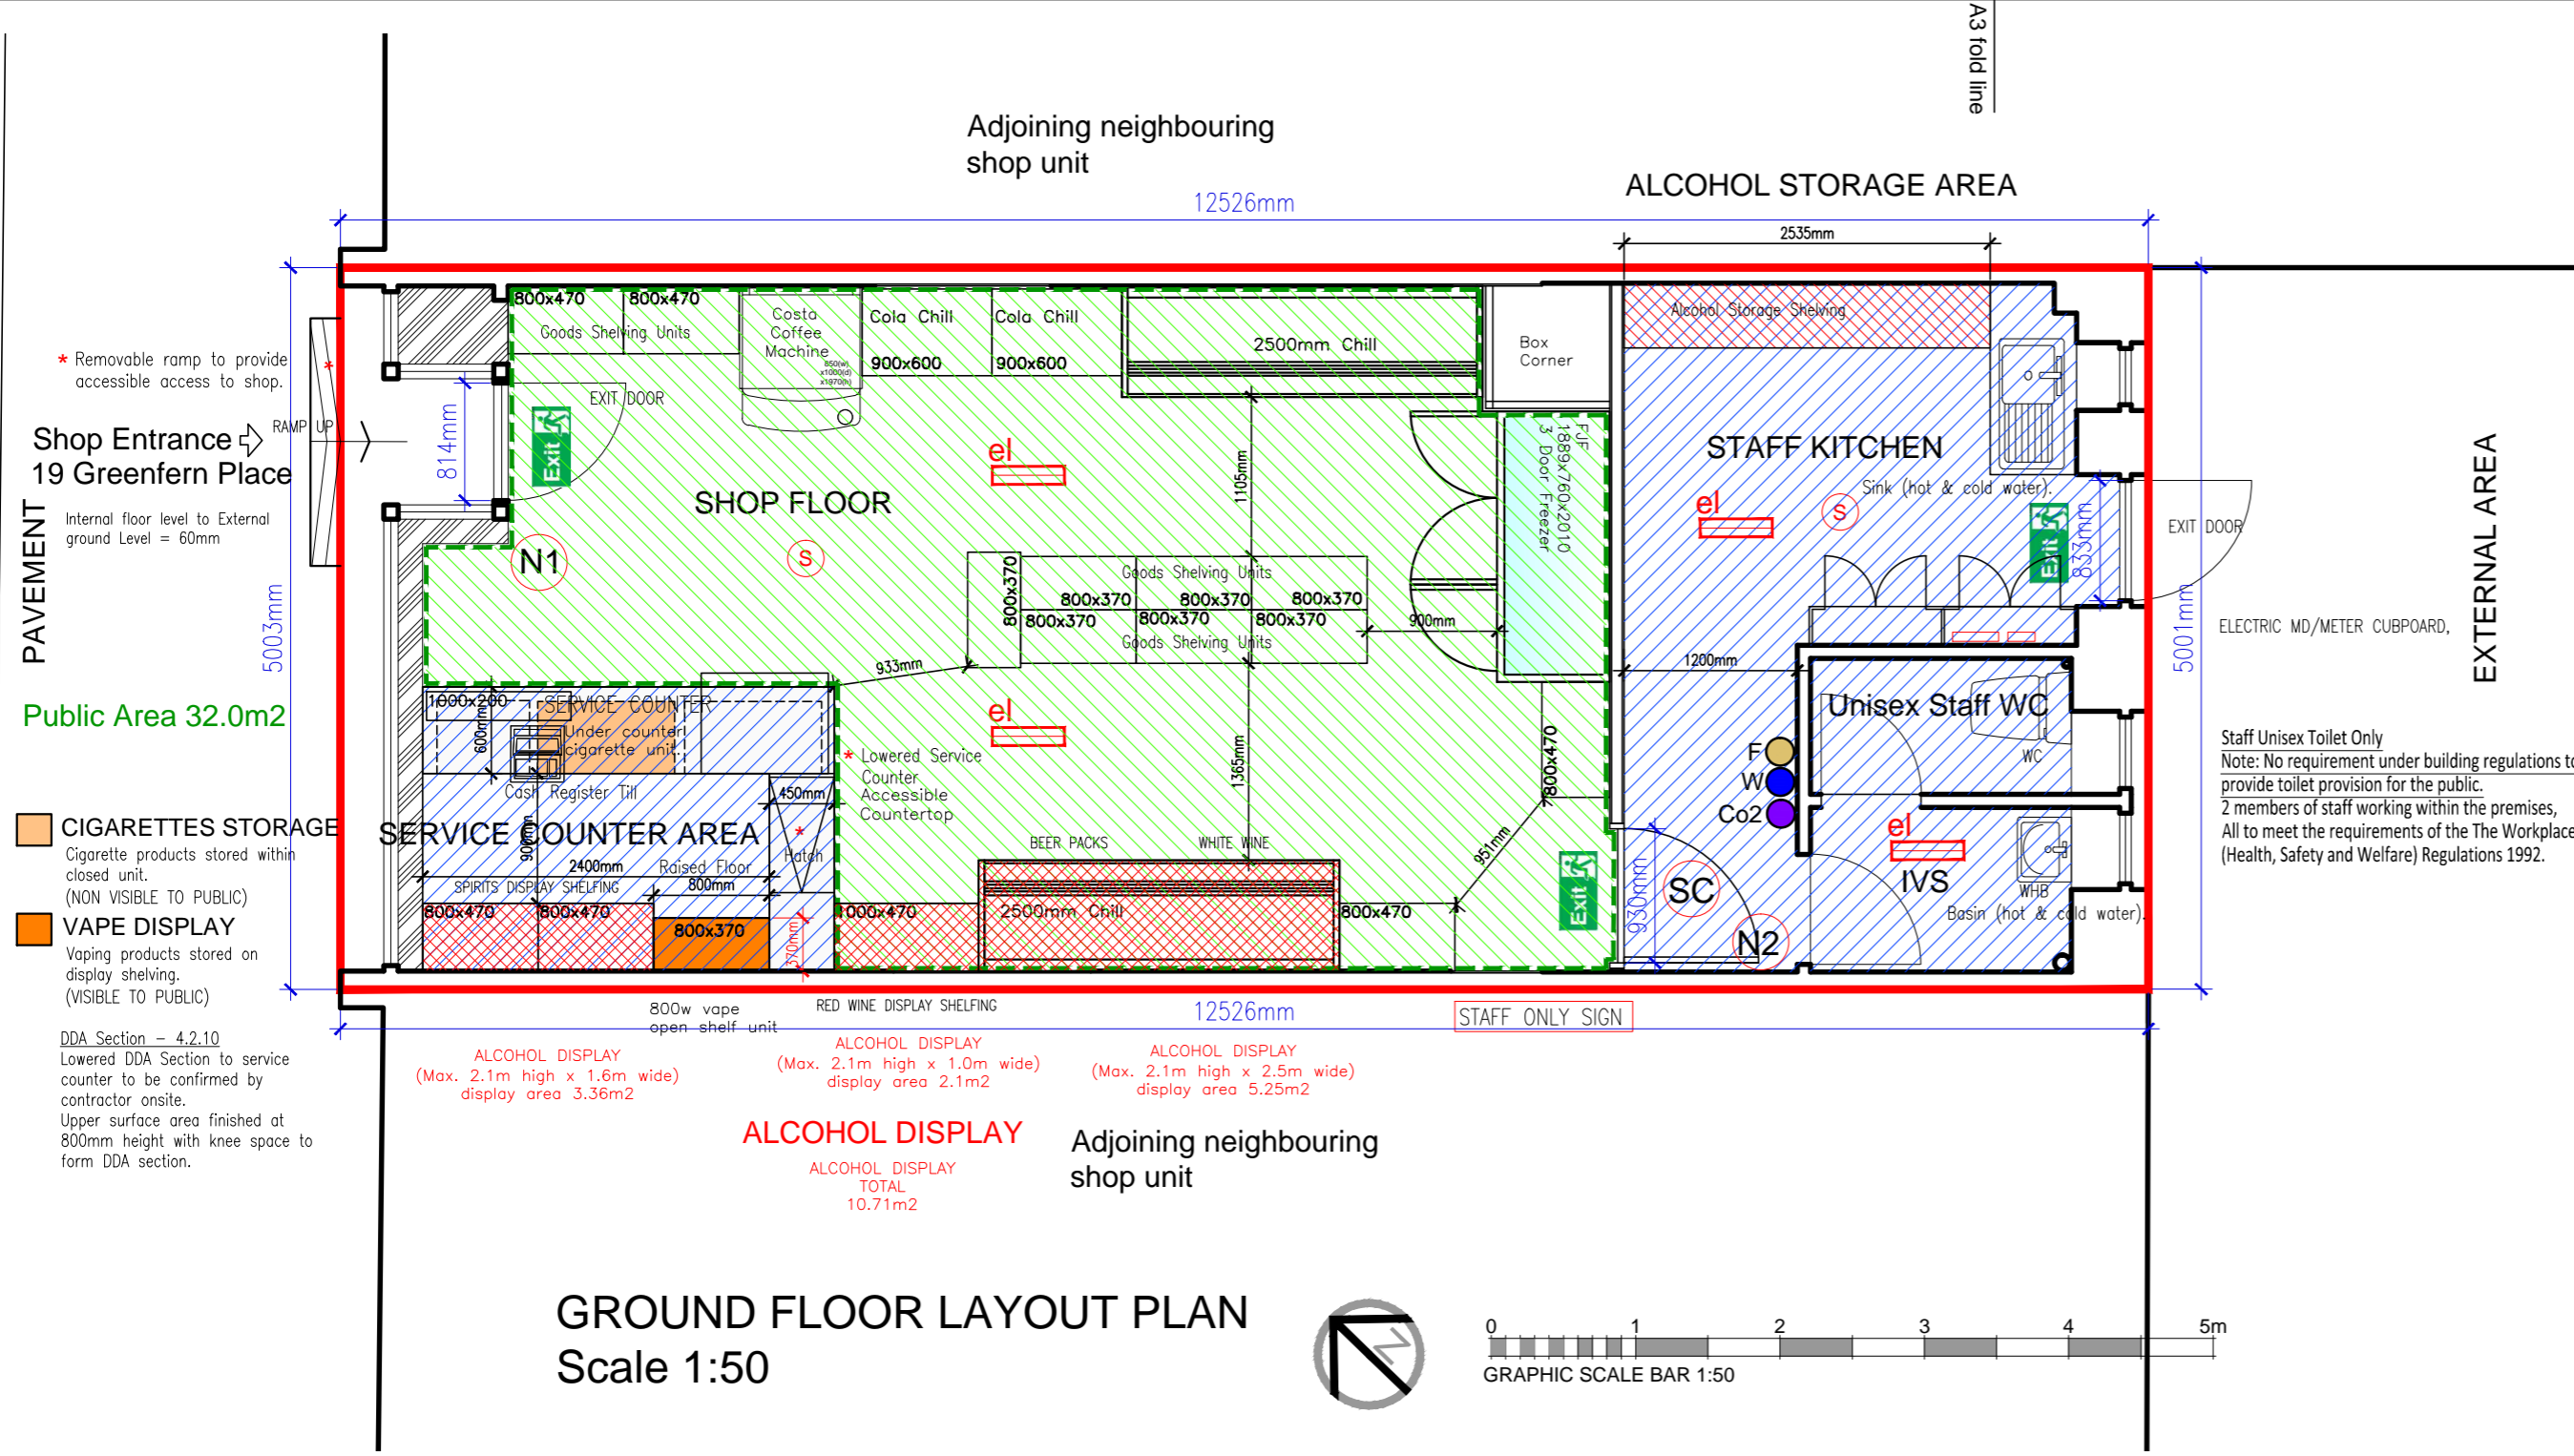 A3 fold line
Adjoining neighbouring
shop unit
ALCOHOL STORAGE AREA
12526mm
2535mm
800x470
800x470
Goods Shelving Units
Costa
Coffee
Machine
850(w)
x1000(d)
x1970(h)
Cola Chill
Cola Chill
900x600
900x600
2500mm Chill
Box
Corner
Alcohol Storage Shelving
* Removable ramp to provide
accessible access to shop.
*
RAMP UP
Shop Entrance
19 Greenfern Place
PAVEMENT
Internal floor level to External
ground Level = 60mm
814mm
EXIT DOOR
Exit
el
SHOP FLOOR
1105mm
FJF
1889x760x2010
3 Door Freezer
STAFF KITCHEN
Sink (hot & cold water).
el
S
Exit
833mm
EXIT DOOR
EXTERNAL AREA
N1
S
5003mm
800x370
Goods Shelving Units
800x370
800x370
800x370
800x370
800x370
800x370
Goods Shelving Units
900mm
933mm
5001mm
ELECTRIC MD/METER CUBPOARD,
1200mm
Public Area 32.0m2
1000x200
SERVICE COUNTER
600mm
Under counter
cigarette unit.
Cash Register Till
el
* Lowered Service
Counter
Accessible
Countertop
1365mm
800x470
Unisex Staff WC
WC
F
W
Co2
Staff Unisex Toilet Only
Note: No requirement under building regulations to
provide toilet provision for the public.
2 members of staff working within the premises,
All to meet the requirements of the The Workplace
(Health, Safety and Welfare) Regulations 1992.
CIGARETTES STORAGE
Cigarette products stored within
closed unit.
(NON VISIBLE TO PUBLIC)
VAPE DISPLAY
Vaping products stored on
display shelving.
(VISIBLE TO PUBLIC)
450mm
SERVICE COUNTER AREA
*
Hatch
900mm
2400mm
Raised Floor
SPIRITS DISPLAY SHELFING
800mm
800x470
800x470
800x370
370mm
BEER PACKS
WHITE WINE
1000x470
2500mm Chill
800x470
951mm
Exit
930mm
SC
N2
el
IVS
WHB
Basin (hot & cold water).
DDA Section – 4.2.10
Lowered DDA Section to service
counter to be confirmed by
contractor onsite.
Upper surface area finished at
800mm height with knee space to
form DDA section.
800w vape
open shelf unit
RED WINE DISPLAY SHELFING
12526mm
STAFF ONLY SIGN
ALCOHOL DISPLAY
(Max. 2.1m high x 1.6m wide)
display area 3.36m2
ALCOHOL DISPLAY
(Max. 2.1m high x 1.0m wide)
display area 2.1m2
ALCOHOL DISPLAY
(Max. 2.1m high x 2.5m wide)
display area 5.25m2
ALCOHOL DISPLAY
ALCOHOL DISPLAY
TOTAL
10.71m2
Adjoining neighbouring
shop unit
GROUND FLOOR LAYOUT PLAN
Scale 1:50
N
0 1 2 3 4 5m
GRAPHIC SCALE BAR 1:50